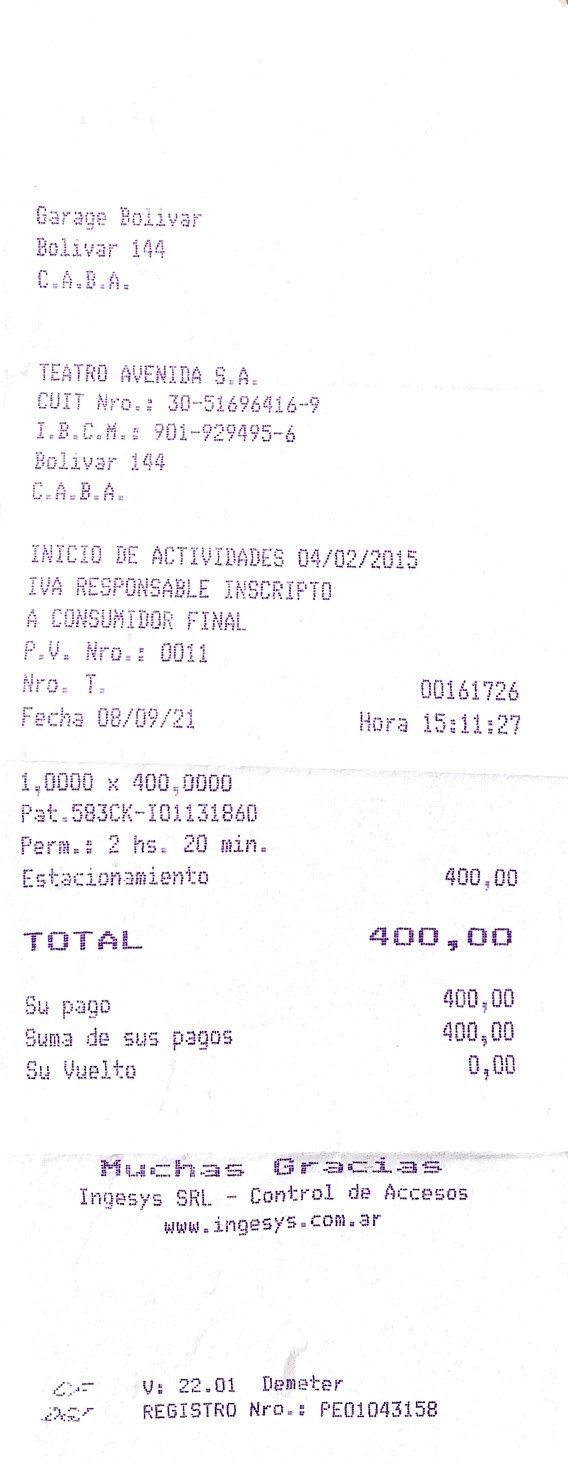 Garage Bolivar
Bolivar 144
C.A.B.A.
TEATRO AVENIDA S.A.
CUIT Nro.: 30-51696416-9
I.B.C.M.: 901-929495-6
Bolivar 144
C.A.B.A.
INICIO DE ACTIVIDADES 04/02/2015
IVA RESPONSABLE INSCRIPTO
A CONSUMIDOR FINAL
P.V. Nro.: 0011
Nro. T. 00161726
Fecha 08/09/21 Hora 15:11:27
1,0000 x 400,0000
Pat.583CK-I01131860
Perm.: 2 hs. 20 min.
Estacionamiento 400,00
TOTAL 400,00
Su pago 400,00
Suma de sus pagos 400,00
Su Vuelto 0,00
Muchas Gracias
Ingesys SRL - Control de Accesos
www.ingesys.com.ar
V: 22.01 Demeter
REGISTRO Nro.: PEO1043158